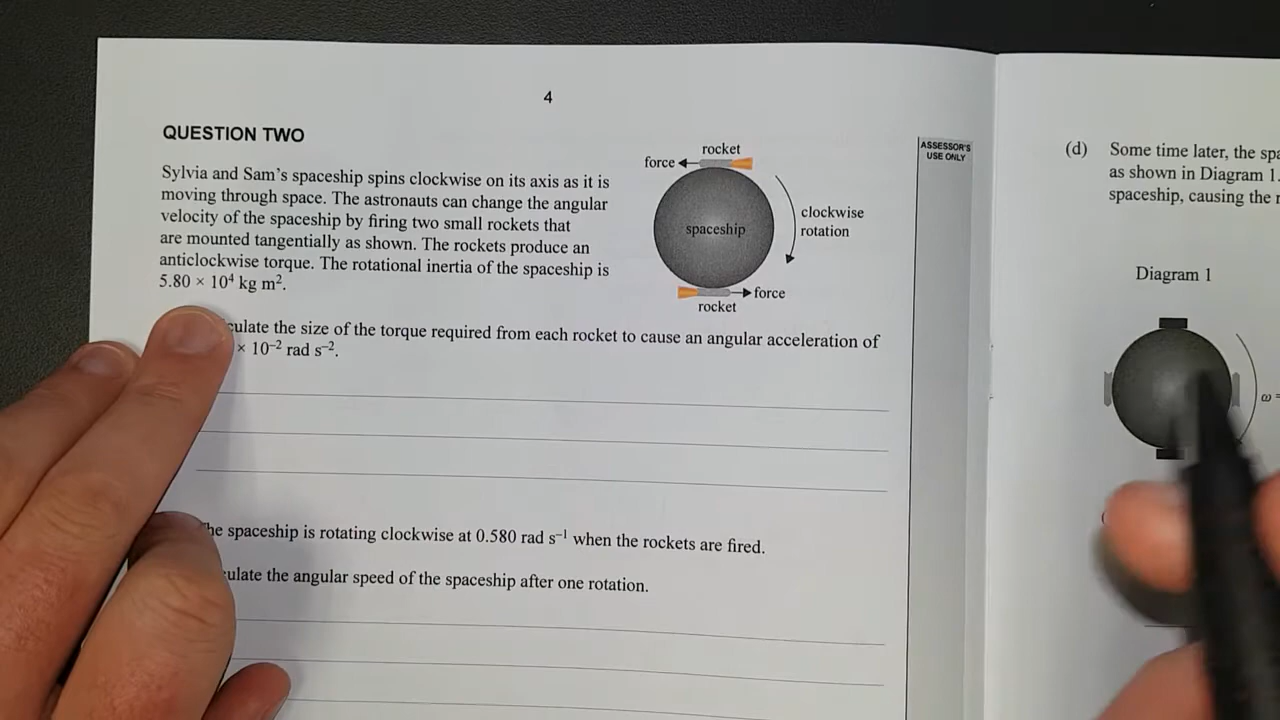 4
QUESTION TWO
Sylvia and Sam's spaceship spins clockwise on its axis as it is
moving through space. The astronauts can change the angular
velocity of the spaceship by firing two small rockets that
are mounted tangentially as shown. The rockets produce an
anticlockwise torque. The rotational inertia of the spaceship is
5.80 × 10⁴ kg m².
rocket
force
spaceship
clockwise
rotation
force
rocket
ASSESSOR'S
USE ONLY
the size of the torque required from each rocket to cause an angular acceleration of
× 10⁻² rad s⁻².
spaceship is rotating clockwise at 0.580 rad s⁻¹ when the rockets are fired.
the angular speed of the spaceship after one rotation.
(d) Some time later, the
as shown in Diagram 1.
spaceship, causing the
Diagram 1
ω =